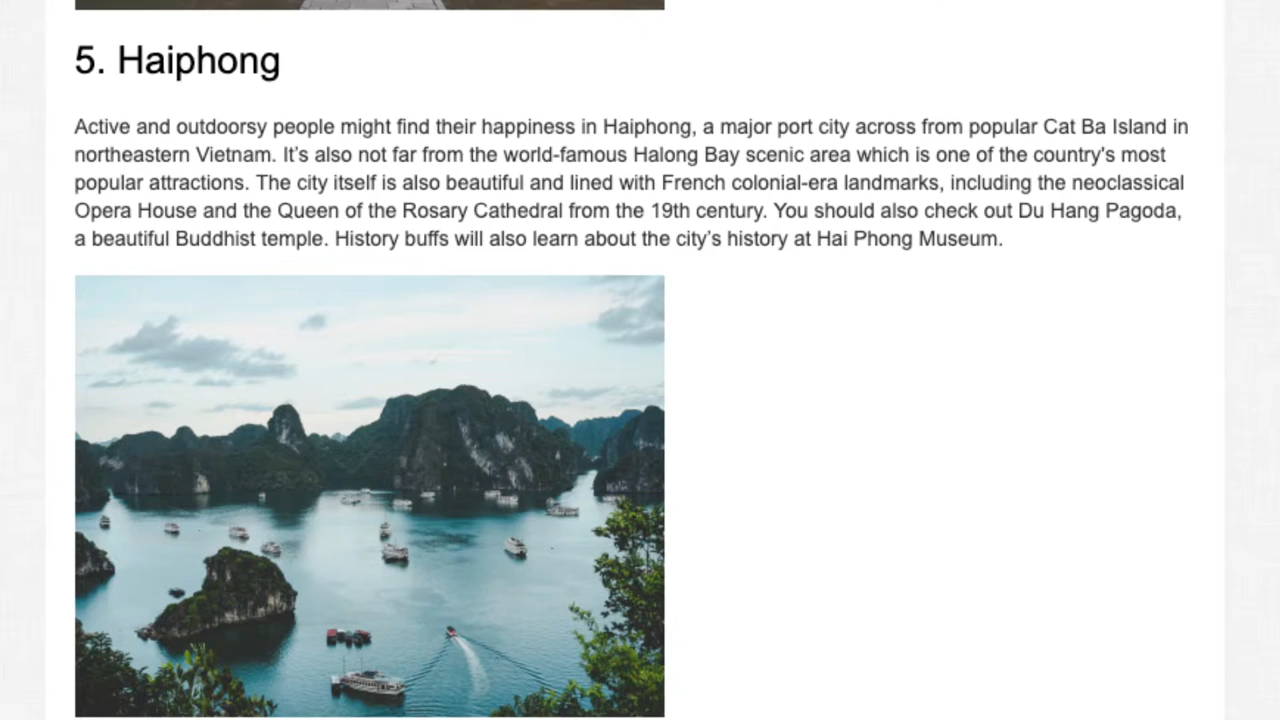 5. Haiphong
Active and outdoorsy people might find their happiness in Haiphong, a major port city across from popular Cat Ba Island in
northeastern Vietnam. It’s also not far from the world-famous Halong Bay scenic area which is one of the country's most
popular attractions. The city itself is also beautiful and lined with French colonial-era landmarks, including the neoclassical
Opera House and the Queen of the Rosary Cathedral from the 19th century. You should also check out Du Hang Pagoda,
a beautiful Buddhist temple. History buffs will also learn about the city’s history at Hai Phong Museum.